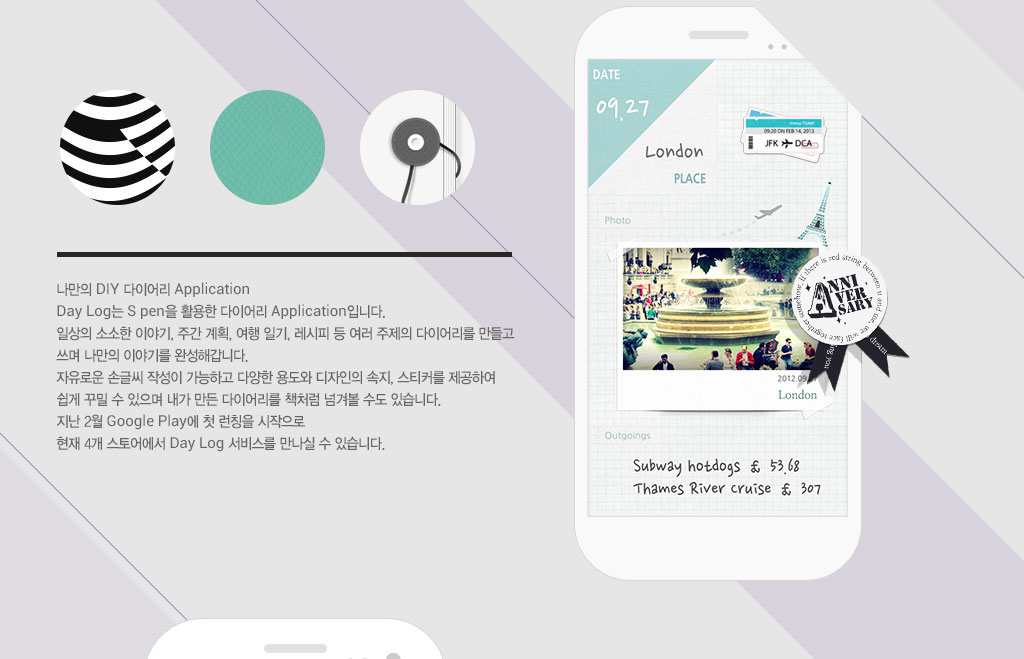 나만의 DIY 다이어리 Application
Day Log는 S pen을 활용한 다이어리 Application입니다.
일상의 소소한 이야기, 주간 계획, 여행 일기, 레시피 등 여러 주제의 다이어리를 만들고
쓰며 나만의 이야기를 완성해갑니다.
자유로운 손글씨 작성이 가능하고 다양한 용도와 디자인의 속지, 스티커를 제공하여
쉽게 꾸밀 수 있으며 내가 만든 다이어리를 책처럼 넘겨볼 수도 있습니다.
지난 2월 Google Play에 첫 런칭을 시작으로
현재 4개 스토어에서 Day Log 서비스를 만나실 수 있습니다.
DATE
09.27
London
PLACE
Airline Ticket
09:20 ON FEB 14, 2013
JFK DCA
Photo
if there is red string between u and me, we will face together somehow.
ANNI
VER
SARY
dream
ing you
2012.09
London
Outgoings
Subway hotdogs £ 53.68
Thames River cruise £ 307